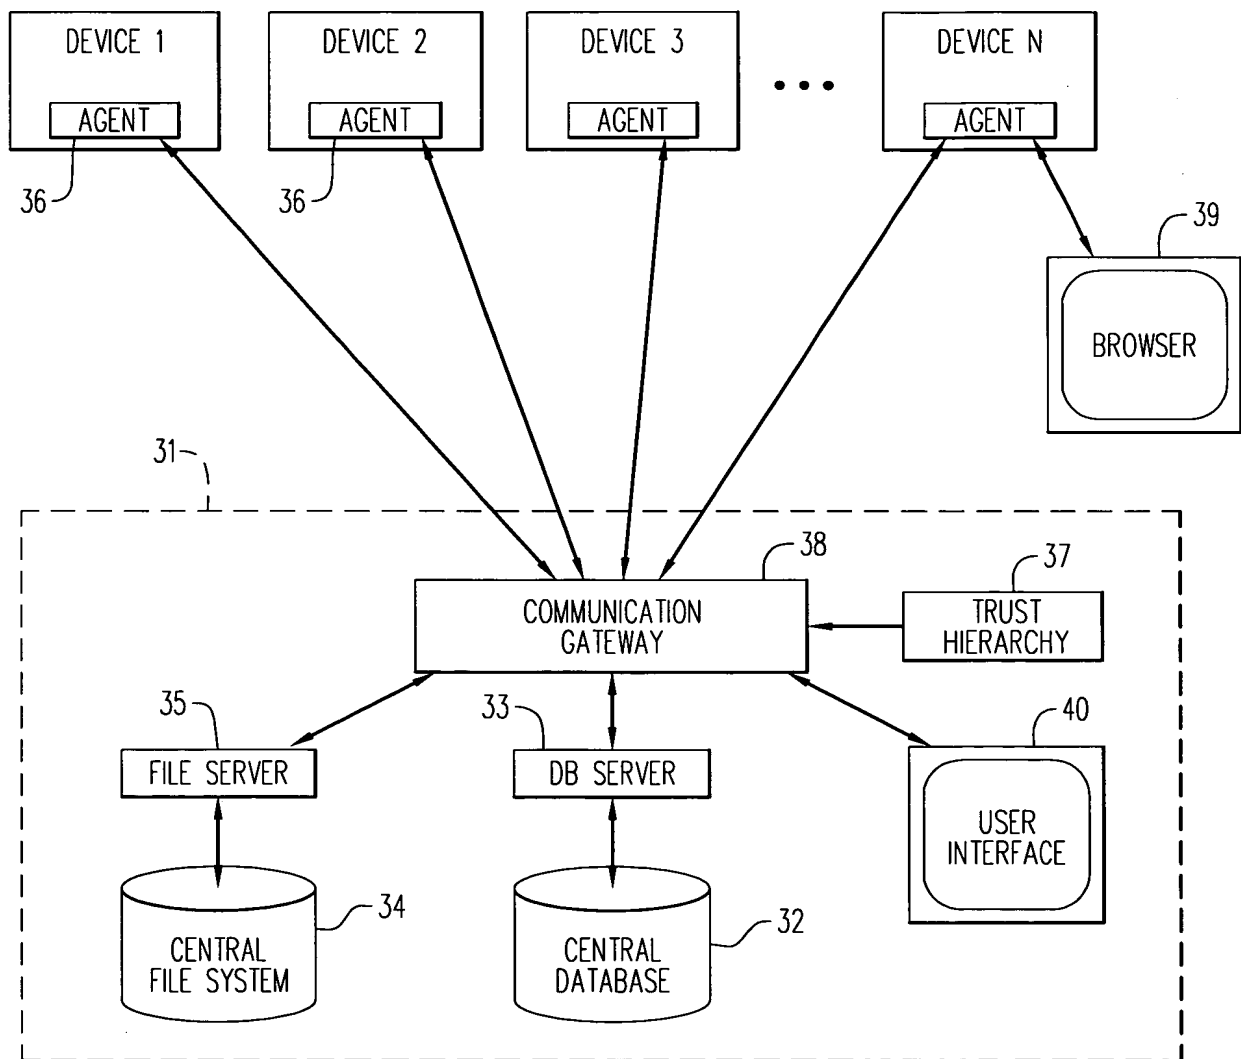 DEVICE 1
DEVICE 2
DEVICE 3
DEVICE N
AGENT
AGENT
AGENT
AGENT
36
36
39
BROWSER
31
38
37
COMMUNICATION
GATEWAY
TRUST
HIERARCHY
35
33
40
FILE SERVER
DB SERVER
USER
INTERFACE
34
32
CENTRAL
FILE SYSTEM
CENTRAL
DATABASE